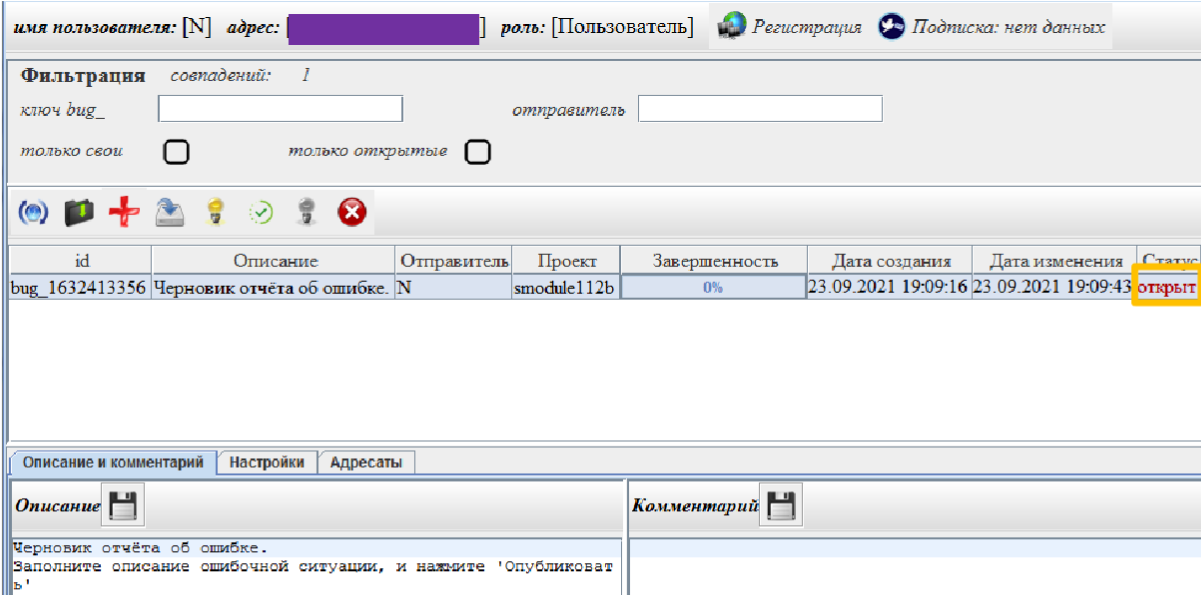 имя пользователя: [N] адрес: [ ] роль: [Пользователь] Регистрация Подписка: нет данных
Фильтрация совпадений: 1
ключ bug_ отправитель
только свои только открытые
id Описание Отправитель Проект Завершенность Дата создания Дата изменения Статус
bug_1632413356 Черновик отчёта об ошибке. N smodule112b 0% 23.09.2021 19:09:16 23.09.2021 19:09:43 открыт
Описание и комментарий Настройки Адресаты
Описание Комментарий
Черновик отчёта об ошибке.
Заполните описание ошибочной ситуации, и нажмите 'Опубликоват
ь'